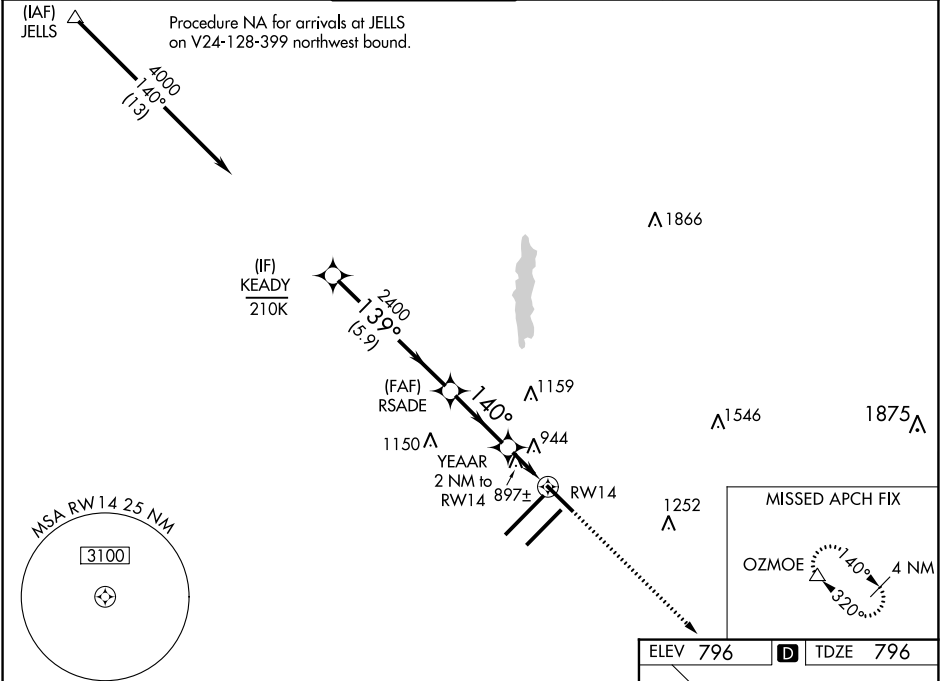 (IAF)
JELLS
Procedure NA for arrivals at JELLS
on V24-128-399 northwest bound.
4000
140°
(13)
1866
(IF)
KEADY
210K
2400
139°
(5.9)
(FAF)
RSADE
140°
1159
1546
1875
1150
944
YEAAR
2 NM to
RW14
897±
RW14
1252
MSA RW14 25 NM
3100
MISSED APCH FIX
OZMOE
140°
4 NM
320°
ELEV 796
D
TDZE 796